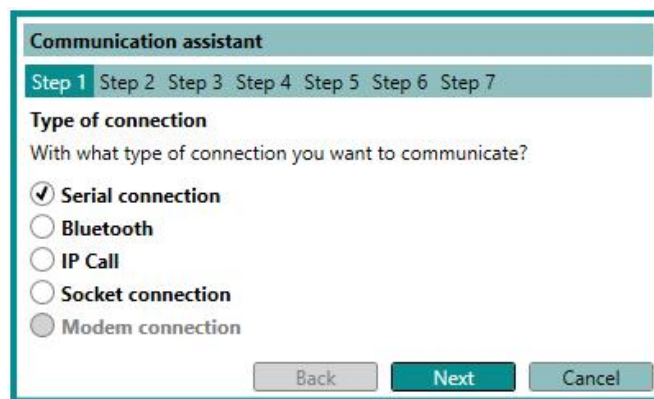 Communication assistant
Step 1 Step 2 Step 3 Step 4 Step 5 Step 6 Step 7
Type of connection
With what type of connection you want to communicate?
Serial connection
Bluetooth
IP Call
Socket connection
Modem connection
Back Next Cancel